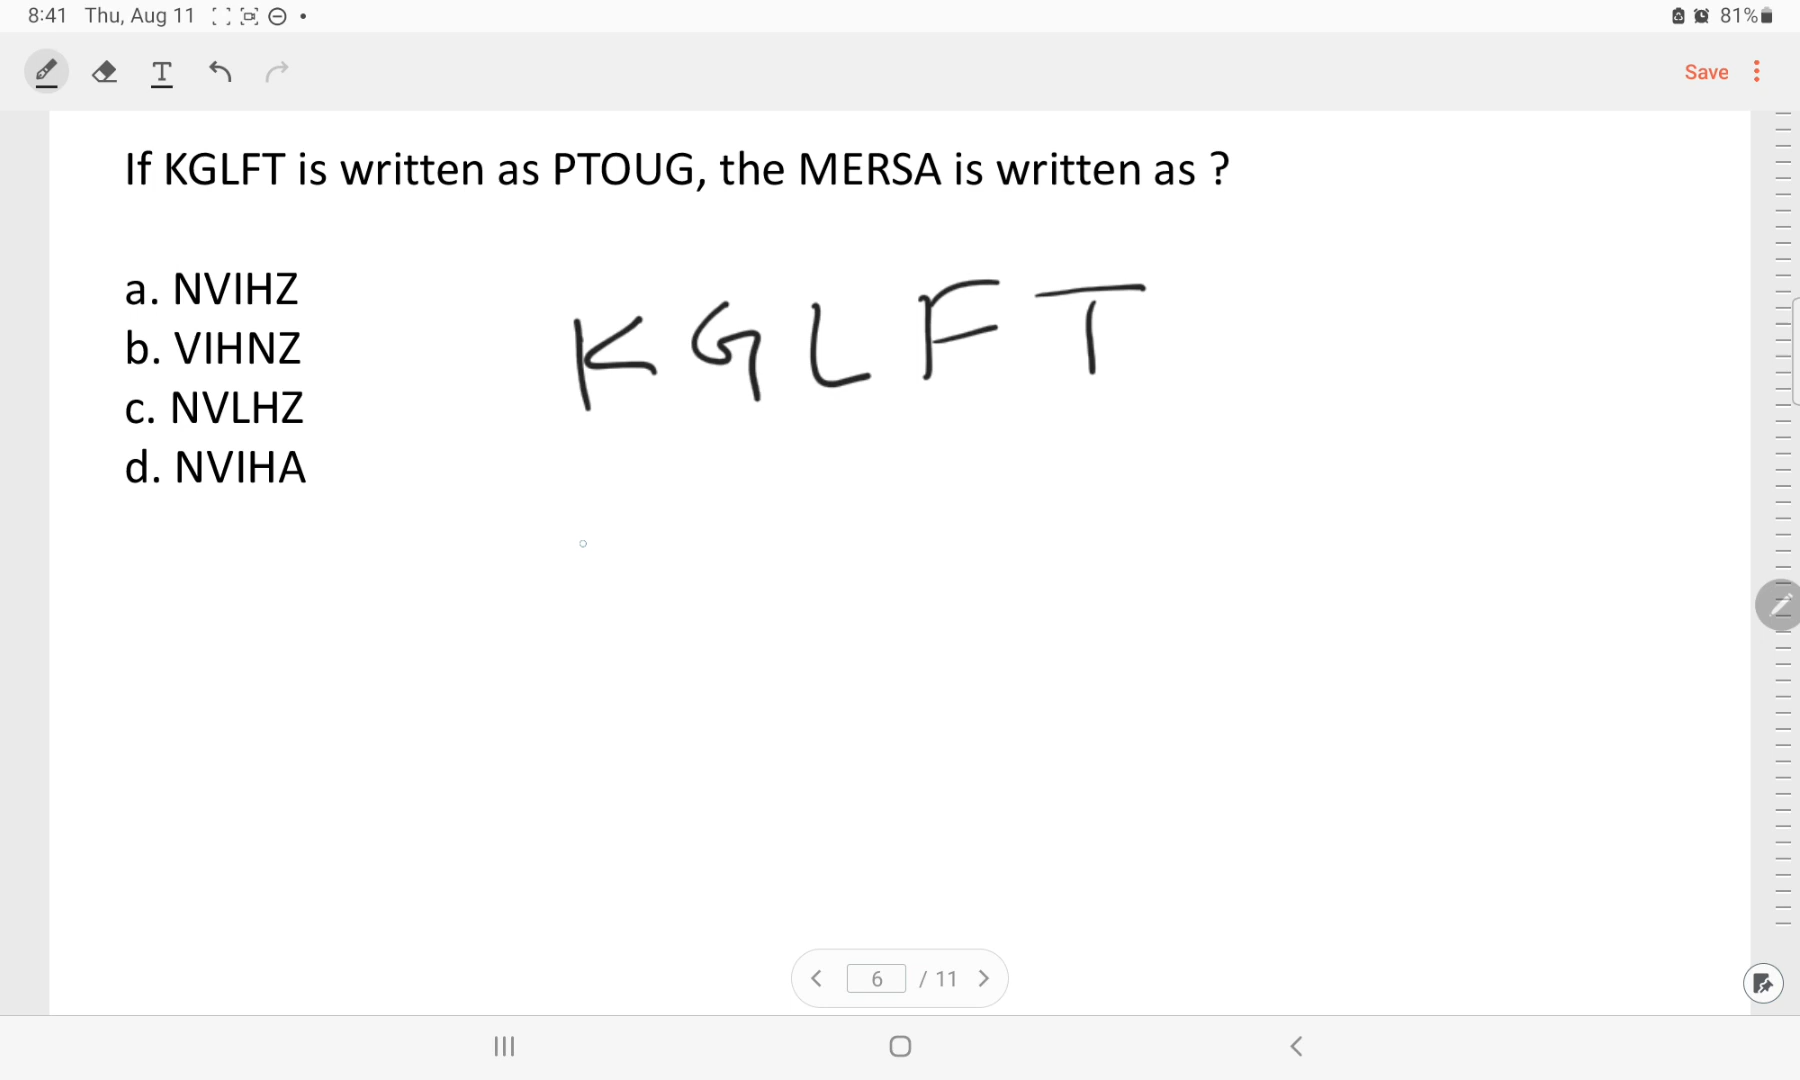 8:41 Thu, Aug 11
81%
T
Save
If KGLFT is written as PTOUG, the MERSA is written as ?
a. NVIHZ
b. VIHNZ
c. NVLHZ
d. NVIHA
K G L F T
6 / 11